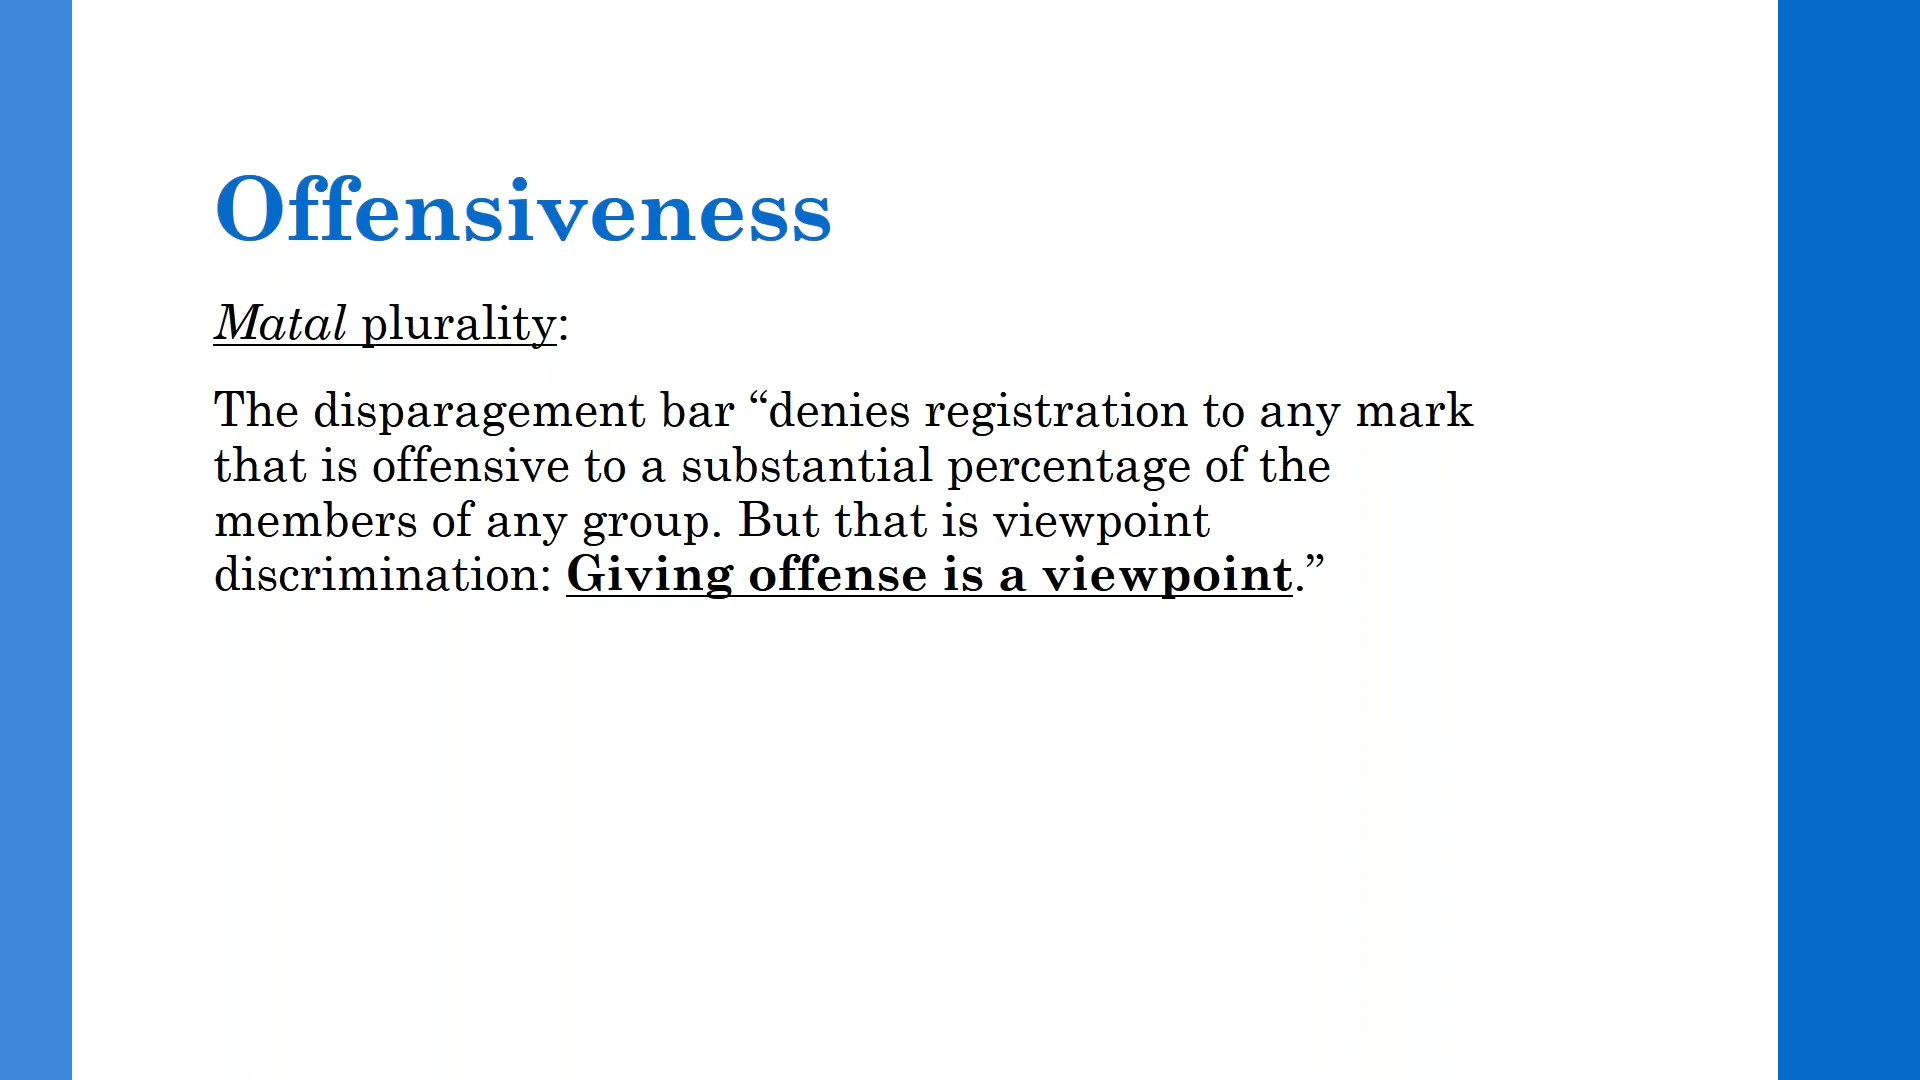 Offensiveness
Matal plurality:
The disparagement bar “denies registration to any mark
that is offensive to a substantial percentage of the
members of any group. But that is viewpoint
discrimination: Giving offense is a viewpoint.”